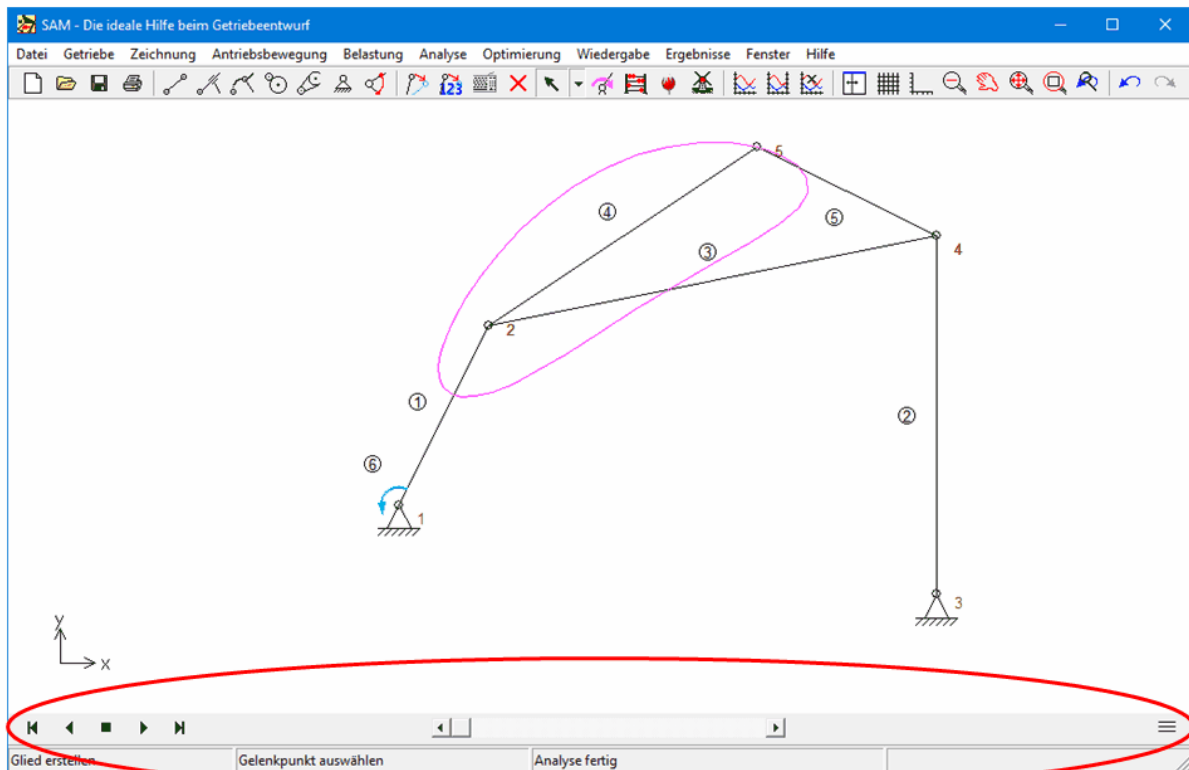 SAM - Die ideale Hilfe beim Getriebeentwurf
Datei Getriebe Zeichnung Antriebsbewegung Belastung Analyse Optimierung Wiedergabe Ergebnisse Fenster Hilfe
123
5
④
⑤
③
4
2
①
②
⑥
1
3
y
x
Glied erstellen Gelenkpunkt auswählen Analyse fertig